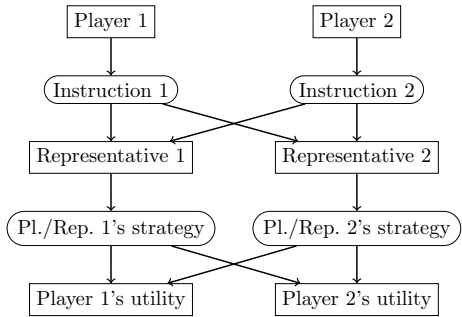 Player 1
Player 2
Instruction 1
Instruction 2
Representative 1
Representative 2
Pl./Rep. 1's strategy
Pl./Rep. 2's strategy
Player 1's utility
Player 2's utility